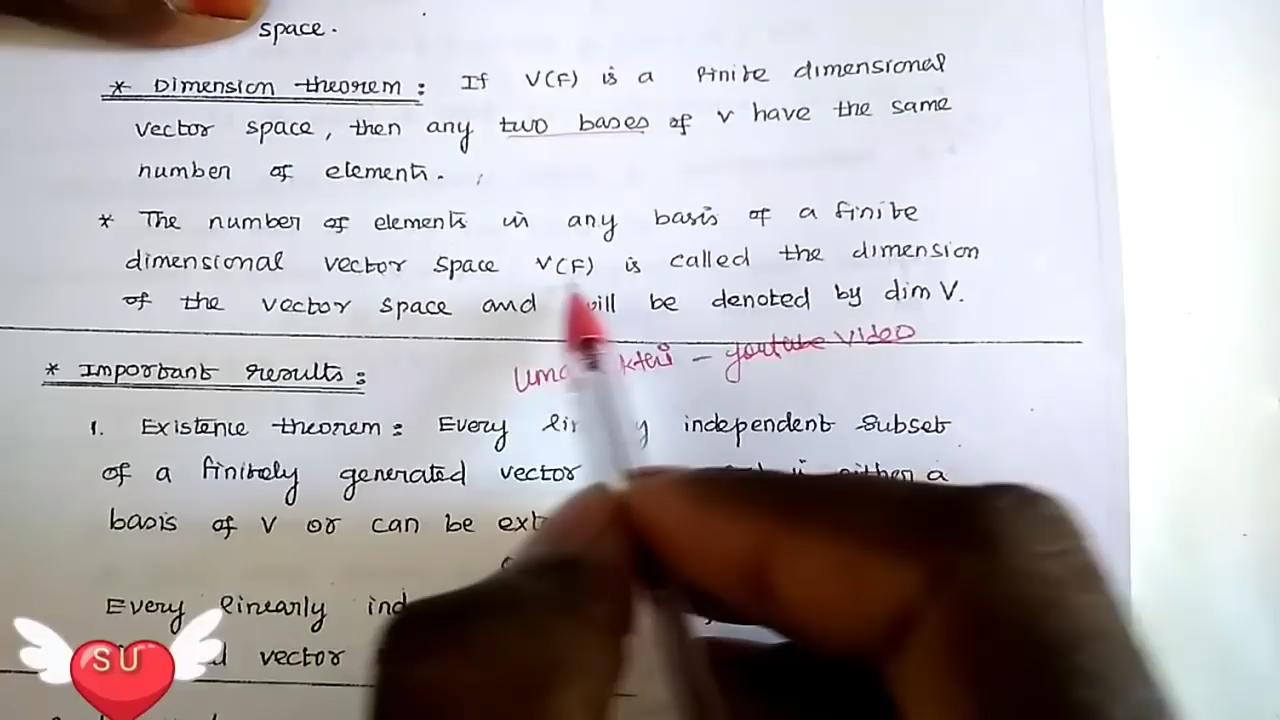 space.
* Dimension theorem: If V(F) is a finite dimensional
vector space, then any two bases of V have the same
number of elements.
* The number of elements in any basis of a finite
dimensional vector space V(F) is called the dimension
of the vector space and will be denoted by dim V.
- youtube video
* Important results:
1. Existence theorem: Every independent subset
of a finitely generated vector either a
basis of V or can be
Every linearly
vector
SU